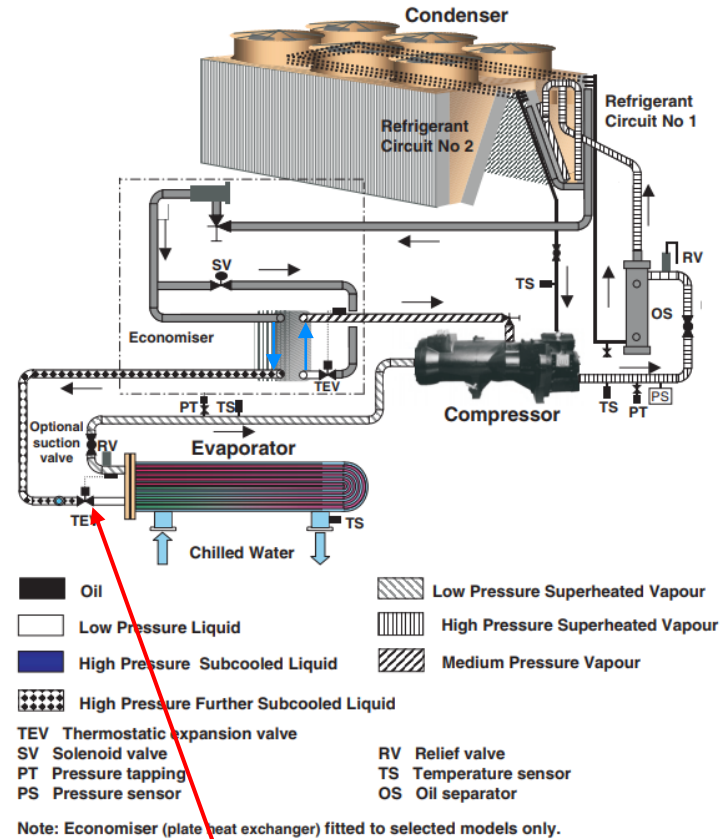 Condenser
Refrigerant
Circuit No 1
Refrigerant
Circuit No 2
SV
RV
TS
OS
Economiser
TEV
PT TS
Compressor
TS
PT
PS
Optional
suction
valve
RV
Evaporator
TEV
TS
Chilled Water
Oil
Low Pressure Superheated Vapour
Low Pressure Liquid
High Pressure Superheated Vapour
High Pressure Subcooled Liquid
Medium Pressure Vapour
High Pressure Further Subcooled Liquid
TEV Thermostatic expansion valve
SV Solenoid valve
RV Relief valve
PT Pressure tapping
TS Temperature sensor
PS Pressure sensor
OS Oil separator
Note: Economiser (plate heat exchanger) fitted to selected models only.